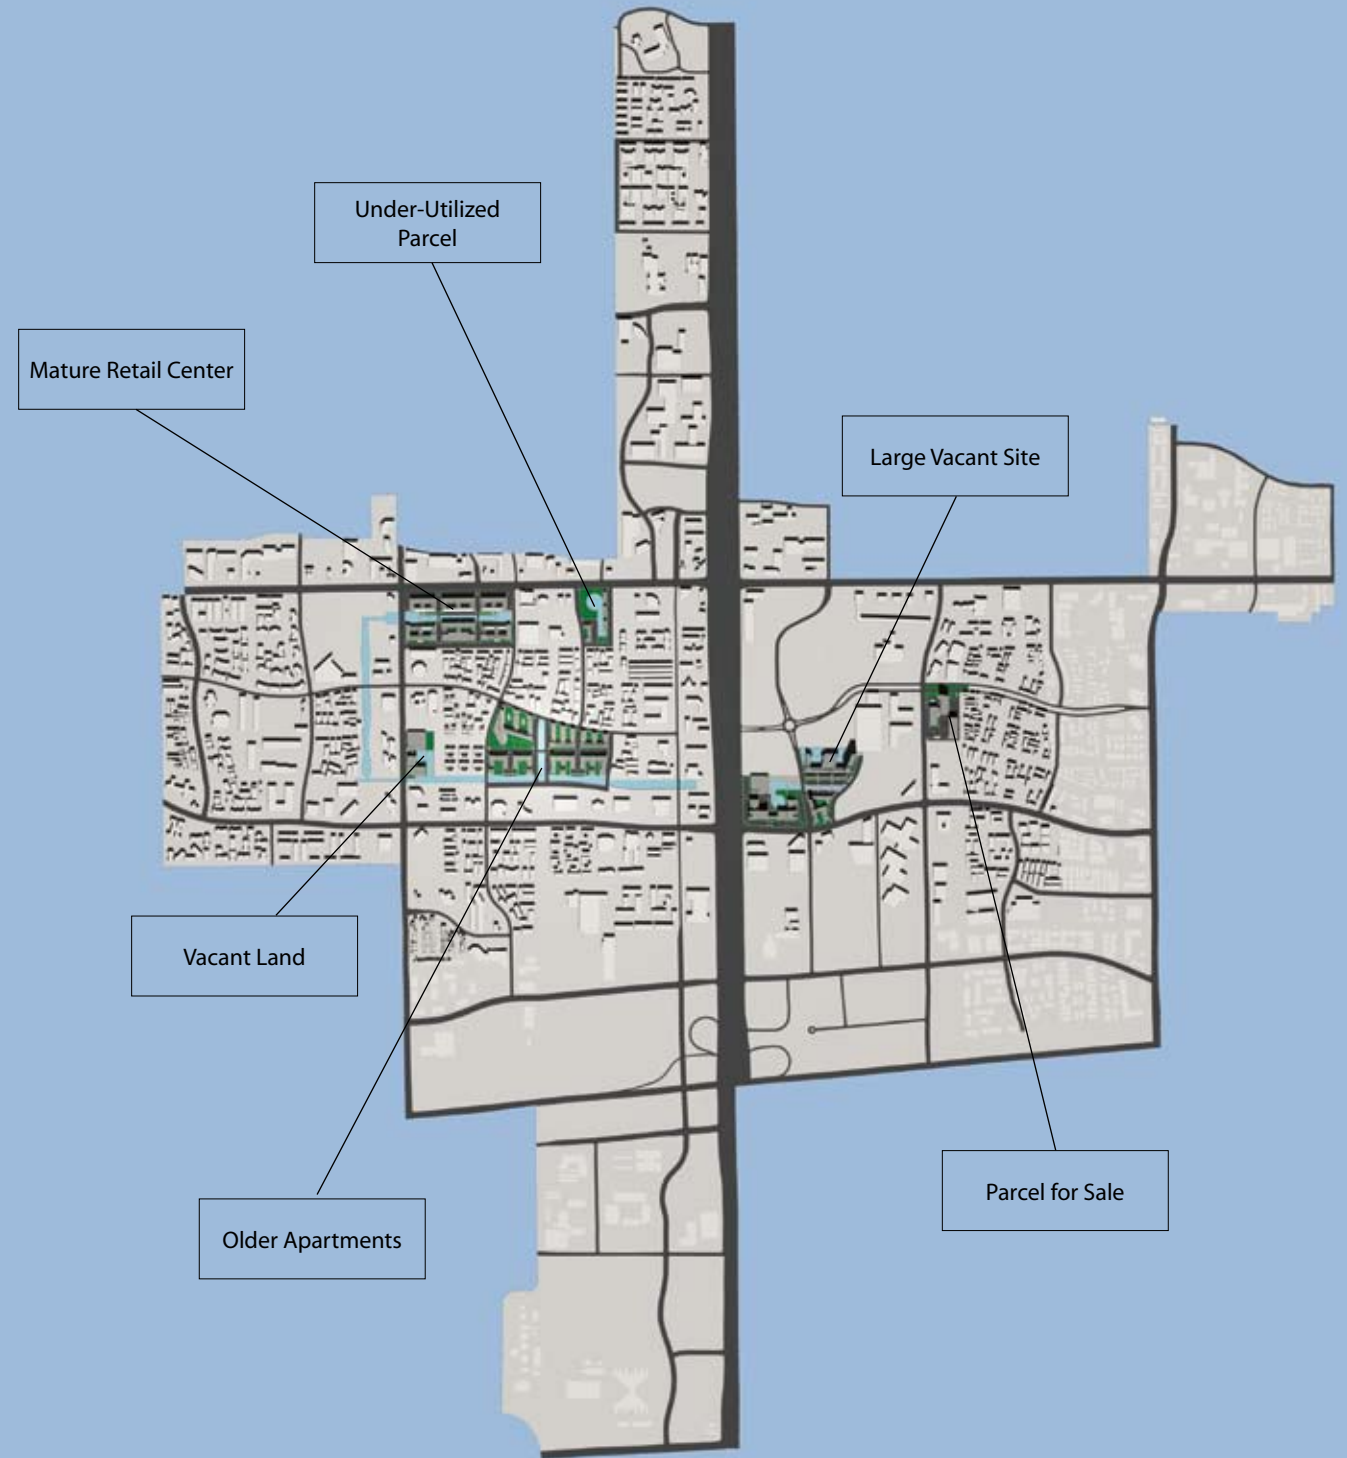 Under-Utilized
Parcel
Mature Retail Center
Large Vacant Site
Vacant Land
Parcel for Sale
Older Apartments